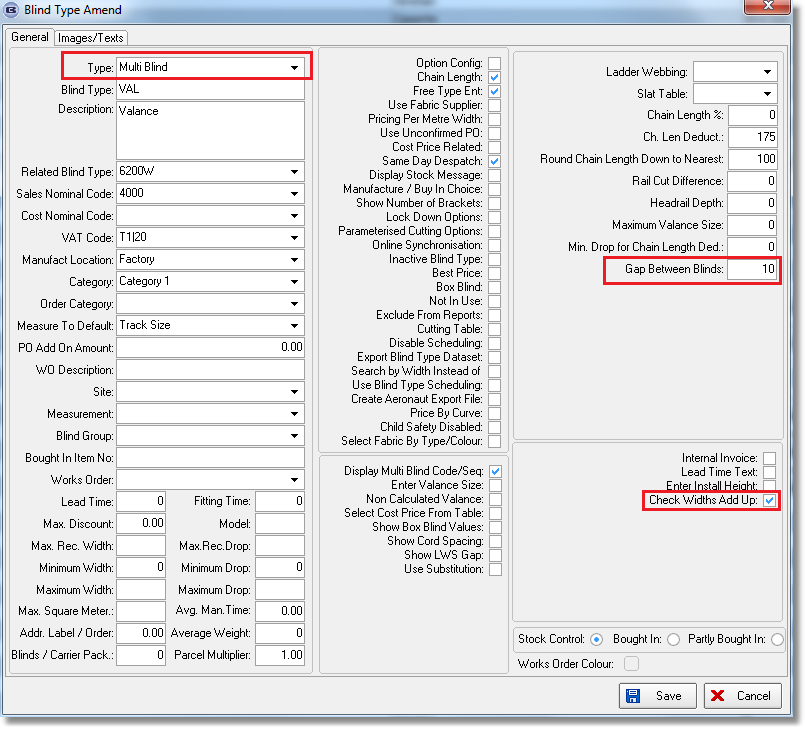 Blind Type Amend
General Images/Texts
Type: Multi Blind
Blind Type: VAL
Description: Valance
Related Blind Type: 6200W
Sales Nominal Code: 4000
Cost Nominal Code:
VAT Code: T1|20
Manufact Location: Factory
Category: Category 1
Order Category:
Measure To Default: Track Size
PO Add On Amount: 0.00
WO Description:
Site:
Measurement:
Blind Group:
Bought In Item No:
Works Order:
Lead Time: 0 Fitting Time: 0
Max. Discount: 0.00 Model:
Max. Rec. Width: Max.Rec.Drop:
Minimum Width: 0 Minimum Drop: 0
Maximum Width: Maximum Drop:
Max. Square Meter.: Avg. Man.Time: 0.00
Addr. Label / Order: 0.00 Average Weight: 0
Blinds / Carrier Pack.: 0 Parcel Multiplier: 1.00
Option Config:
Chain Length:
Free Type Ent:
Use Fabric Supplier:
Pricing Per Metre Width:
Use Unconfirmed PO:
Cost Price Related:
Same Day Despatch:
Display Stock Message:
Manufacture / Buy In Choice:
Show Number of Brackets:
Lock Down Options:
Parameterised Cutting Options:
Online Synchronisation:
Inactive Blind Type:
Best Price:
Box Blind:
Not In Use:
Exclude From Reports:
Cutting Table:
Disable Scheduling:
Export Blind Type Dataset:
Search by Width Instead of
Use Blind Type Scheduling:
Create Aeronaut Export File:
Price By Curve:
Child Safety Disabled:
Select Fabric By Type/Colour:
Display Multi Blind Code/Seq:
Enter Valance Size:
Non Calculated Valance:
Select Cost Price From Table:
Show Box Blind Values:
Show Cord Spacing:
Show LWS Gap:
Use Substitution:
Ladder Webbing:
Slat Table:
Chain Length %: 0
Ch. Len Deduct.: 175
Round Chain Length Down to Nearest: 100
Rail Cut Difference: 0
Headrail Depth: 0
Maximum Valance Size: 0
Min. Drop for Chain Length Ded.: 0
Gap Between Blinds: 10
Internal Invoice:
Lead Time Text:
Enter Install Height:
Check Widths Add Up:
Stock Control: Bought In: Partly Bought In:
Works Order Colour:
Save Cancel